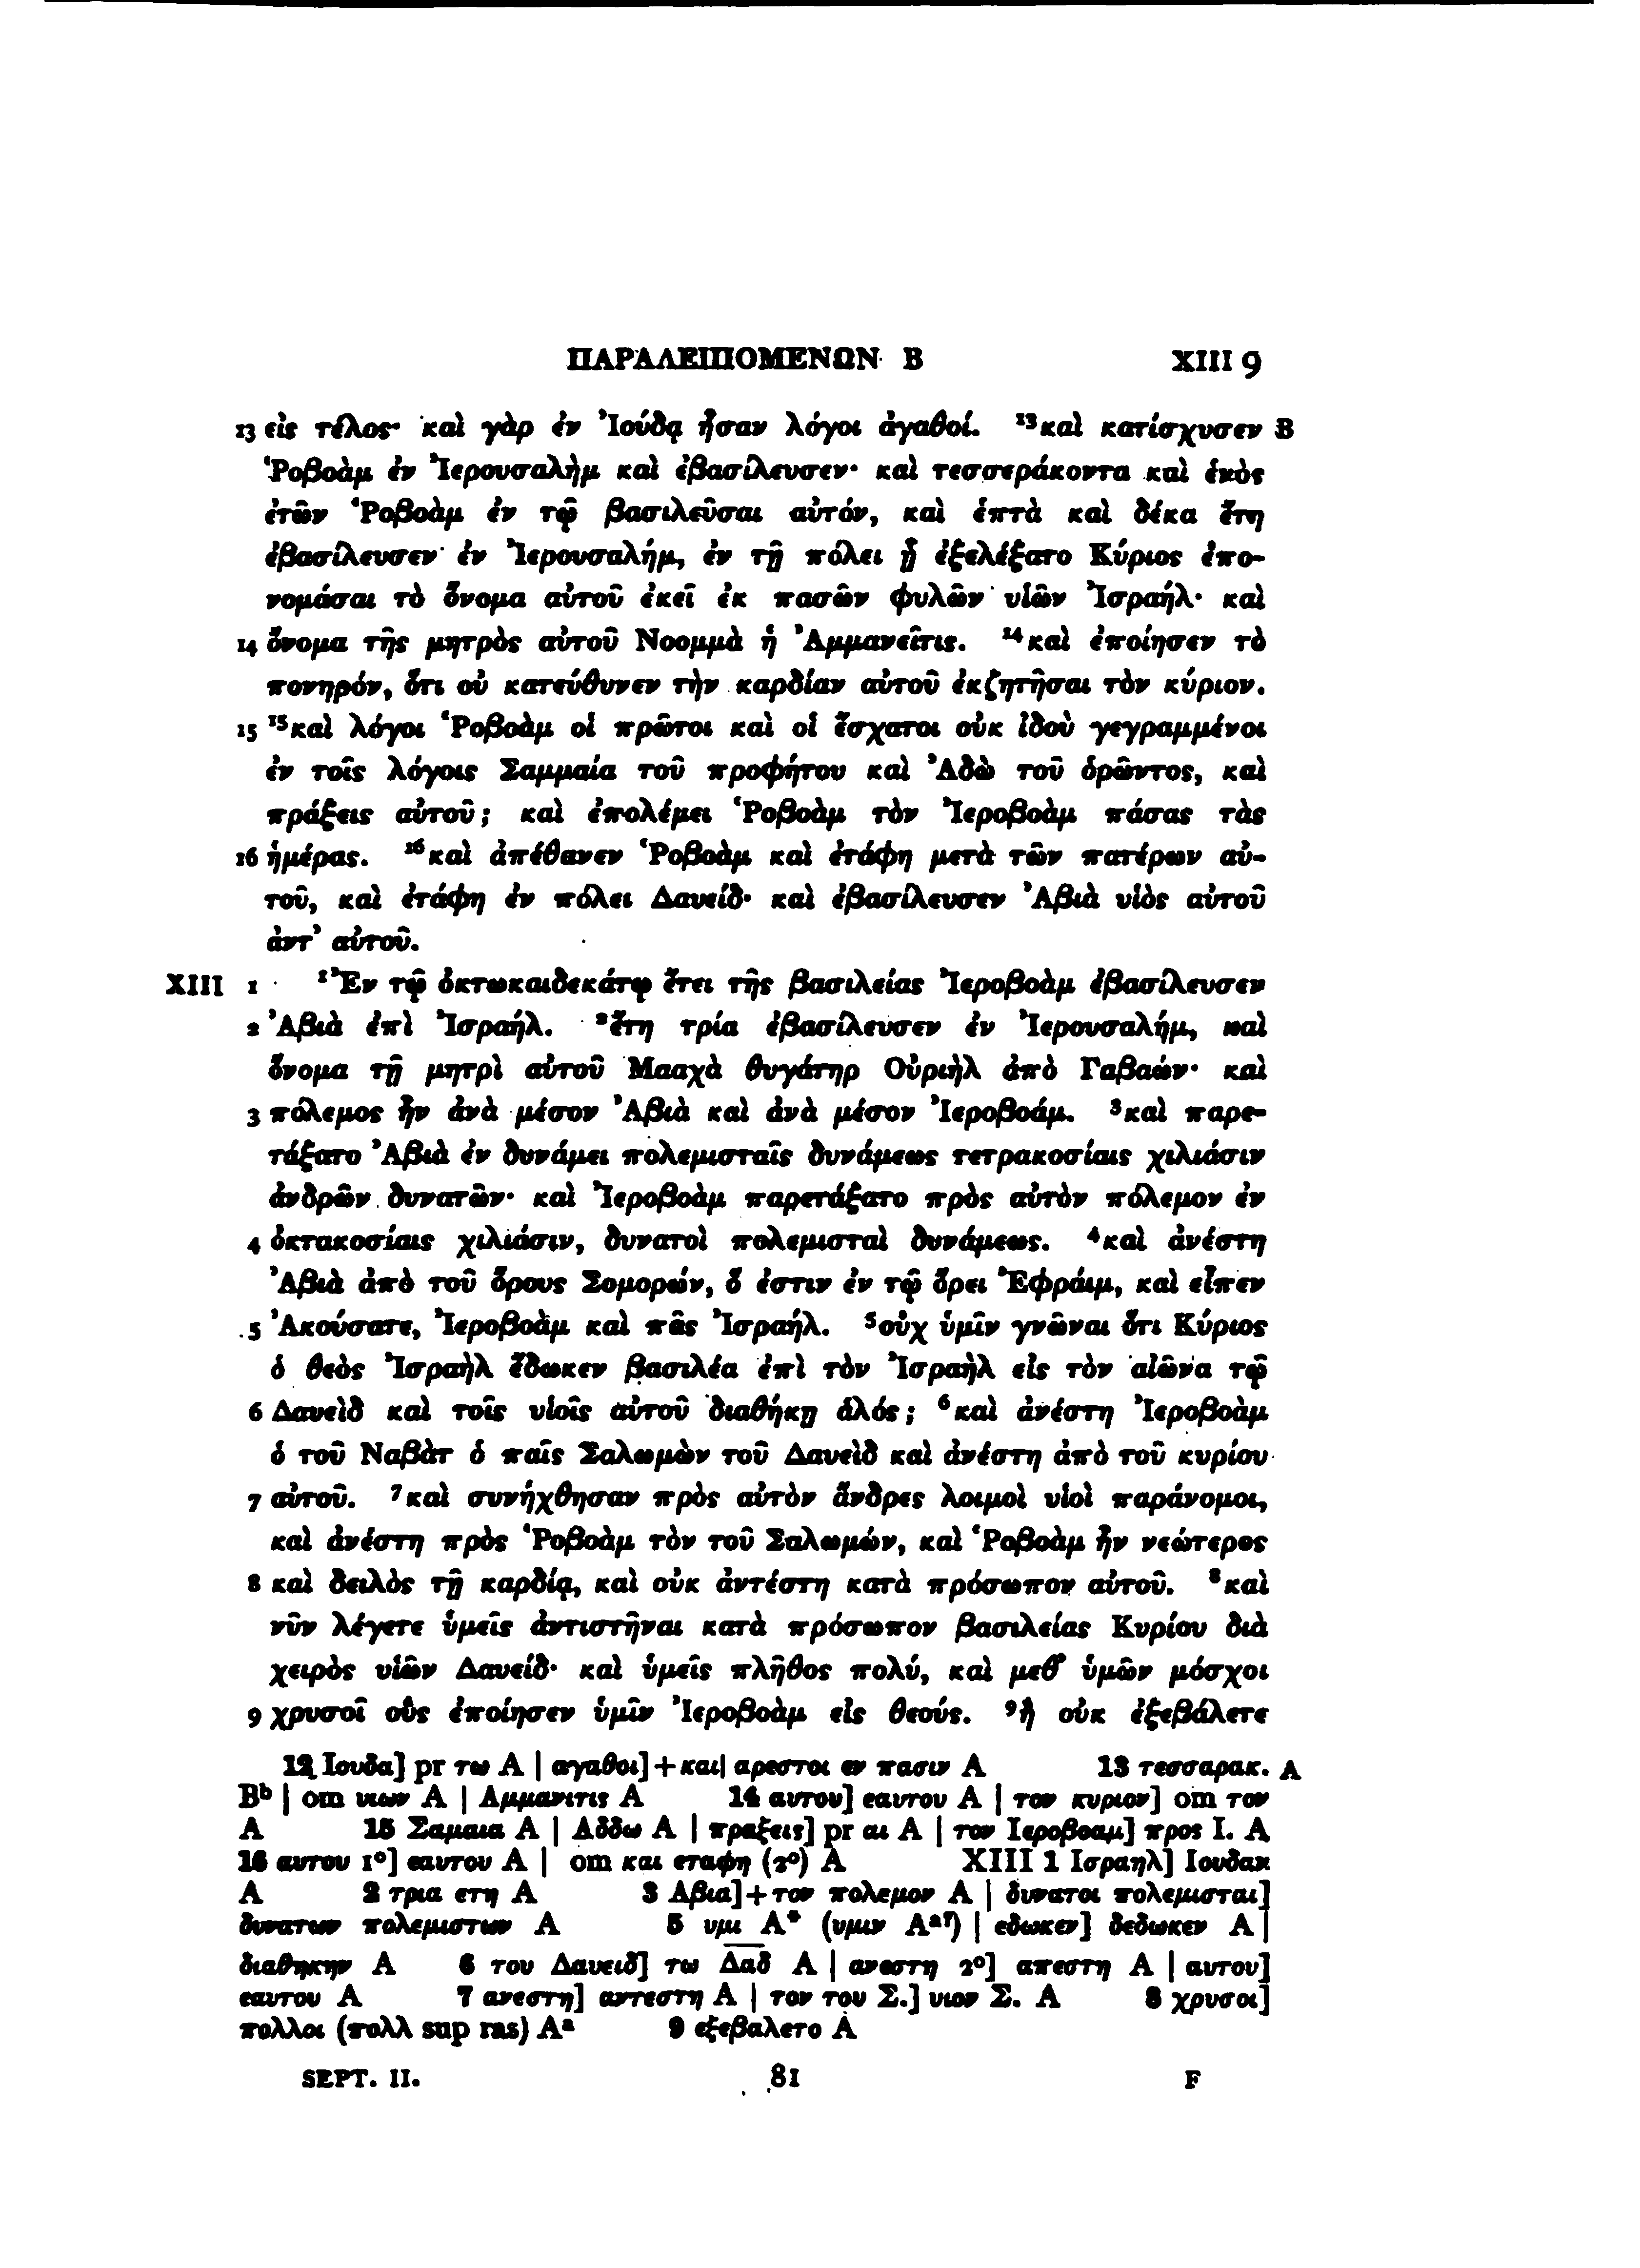 ΠΑΡΑΛΕΙΠΟΜΕΝΩΝ Β XIII 9
13 εἰς τέλος· καὶ γὰρ ἐν Ἰούδᾳ ἦσαν λόγοι ἀγαθοί. ¹³καὶ κατίσχυσεν B
Ῥοβοὰμ ἐν Ἰερουσαλὴμ καὶ ἐβασίλευσεν· καὶ τεσσεράκοντα καὶ ἑνὸς
ἐτῶν Ῥοβοὰμ ἐν τῷ βασιλεῦσαι αὐτόν, καὶ ἑπτὰ καὶ δέκα ἔτη
ἐβασίλευσεν ἐν Ἰερουσαλήμ, ἐν τῇ πόλει ᾗ ἐξελέξατο Κύριος ἐπο-
νομάσαι τὸ ὄνομα αὐτοῦ ἐκεῖ ἐκ πασῶν φυλῶν υἱῶν Ἰσραήλ· καὶ
14 ὄνομα τῆς μητρὸς αὐτοῦ Νοομμὰ ἡ Ἀμμανεῖτις. ¹⁴καὶ ἐποίησεν τὸ
πονηρόν, ὅτι οὐ κατεύθυνεν τὴν καρδίαν αὐτοῦ ἐκζητῆσαι τὸν κύριον.
15 ¹⁵καὶ λόγοι Ῥοβοὰμ οἱ πρῶτοι καὶ οἱ ἔσχατοι οὐκ ἰδοὺ γεγραμμένοι
ἐν τοῖς λόγοις Σαμμαία τοῦ προφήτου καὶ Ἀδὼ τοῦ ὁρῶντος, καὶ
πράξεις αὐτοῦ; καὶ ἐπολέμει Ῥοβοὰμ τὸν Ἰεροβοὰμ πάσας τὰς
16 ἡμέρας. ¹⁶καὶ ἀπέθανεν Ῥοβοὰμ καὶ ἐτάφη μετὰ τῶν πατέρων αὐ-
τοῦ, καὶ ἐτάφη ἐν πόλει Δαυείδ· καὶ ἐβασίλευσεν Ἀβιὰ υἱὸς αὐτοῦ
ἀντ᾽ αὐτοῦ.
XIII 1 ¹Ἐν τῷ ὀκτωκαιδεκάτῳ ἔτει τῆς βασιλείας Ἰεροβοὰμ ἐβασίλευσεν
2 Ἀβιὰ ἐπὶ Ἰσραήλ. ²ἔτη τρία ἐβασίλευσεν ἐν Ἰερουσαλήμ, καὶ
ὄνομα τῇ μητρὶ αὐτοῦ Μααχὰ θυγάτηρ Οὐριὴλ ἀπὸ Γαβαών· καὶ
3 πόλεμος ἦν ἀνὰ μέσον Ἀβιὰ καὶ ἀνὰ μέσον Ἰεροβοάμ. ³καὶ παρε-
τάξατο Ἀβιὰ ἐν δυνάμει πολεμισταῖς δυνάμεως τετρακοσίαις χιλιάσιν
ἀνδρῶν δυνατῶν· καὶ Ἰεροβοὰμ παρετάξατο πρὸς αὐτὸν πόλεμον ἐν
4 ὀκτακοσίαις χιλιάσιν, δυνατοὶ πολεμισταὶ δυνάμεως. ⁴καὶ ἀνέστη
Ἀβιὰ ἀπὸ τοῦ ὄρους Σομορών, ὅ ἐστιν ἐν τῷ ὄρει Ἐφράιμ, καὶ εἶπεν
5 Ἀκούσατε, Ἰεροβοὰμ καὶ πᾶς Ἰσραήλ. ⁵οὐχ ὑμῖν γνῶναι ὅτι Κύριος
ὁ θεὸς Ἰσραὴλ ἔδωκεν βασιλέα ἐπὶ τὸν Ἰσραὴλ εἰς τὸν αἰῶνα τῷ
6 Δαυεὶδ καὶ τοῖς υἱοῖς αὐτοῦ διαθήκῃ ἁλός; ⁶καὶ ἀνέστη Ἰεροβοὰμ
ὁ τοῦ Ναβὰτ ὁ παῖς Σαλωμὼν τοῦ Δαυεὶδ καὶ ἀνέστη ἀπὸ τοῦ κυρίου
7 αὐτοῦ. ⁷καὶ συνήχθησαν πρὸς αὐτὸν ἄνδρες λοιμοὶ υἱοὶ παράνομοι,
καὶ ἀνέστη πρὸς Ῥοβοὰμ τὸν τοῦ Σαλωμών, καὶ Ῥοβοὰμ ἦν νεώτερος
8 καὶ δειλὸς τῇ καρδίᾳ, καὶ οὐκ ἀντέστη κατὰ πρόσωπον αὐτοῦ. ⁸καὶ
νῦν λέγετε ὑμεῖς ἀντιστῆναι κατὰ πρόσωπον βασιλείας Κυρίου διὰ
χειρὸς υἱῶν Δαυείδ· καὶ ὑμεῖς πλῆθος πολύ, καὶ μεθ᾽ ὑμῶν μόσχοι
9 χρυσοῖ οὓς ἐποίησεν ὑμῖν Ἰεροβοὰμ εἰς θεούς. ⁹ἢ οὐκ ἐξεβάλετε
12 Ιουδα] pr τω A | αγαθοι]+και| αρεστοι εν πασιν A 13 τεσσαρακ. A
Bᵇ | om υιων A | Αμμανιτις A 14 αυτου] εαυτου A | τον κυριον] om τον
A 15 Σαμαια A | Αδδω A | πραξεις] pr αι A | τον Ιεροβοαμ] προς Ι. A
16 αυτου 1°] εαυτου A | om και εταφη (2°) A XIII 1 Ισραηλ] Ιουδαν
A 2 τρια ετη A 3 Αβια]+τον πολεμον A | δυνατοι πολεμισται]
δυνατων πολεμιστων A 5 υμι A* (υμιν Aᵃ?) | εδωκεν] δεδωκεν A |
διαθηκην A 6 του Δαυειδ] τω Δαδ A | ανεστη 2°] απεστη A | αυτου]
εαυτου A 7 ανεστη] αντεστη A | τον του Σ.] υιον Σ. A 8 χρυσοι]
πολλοι (πολλ sup ras) Aᵃ 9 εξεβαλετο A
SEPT. II. 81 F